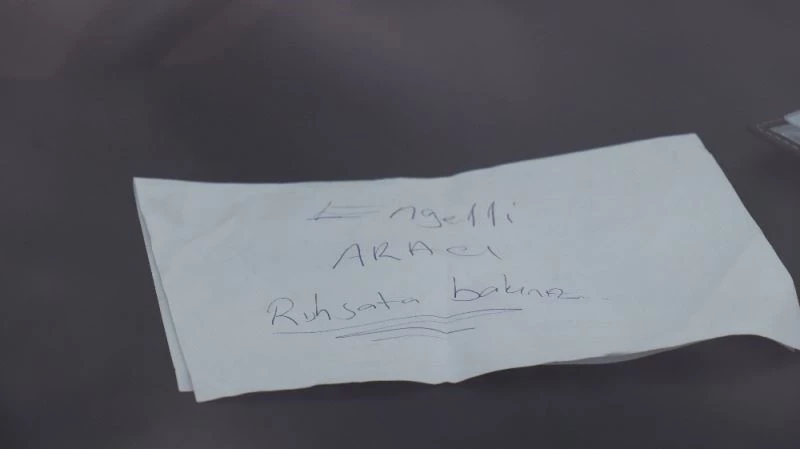 Engelli
ARACI
Ruhsata bakınız